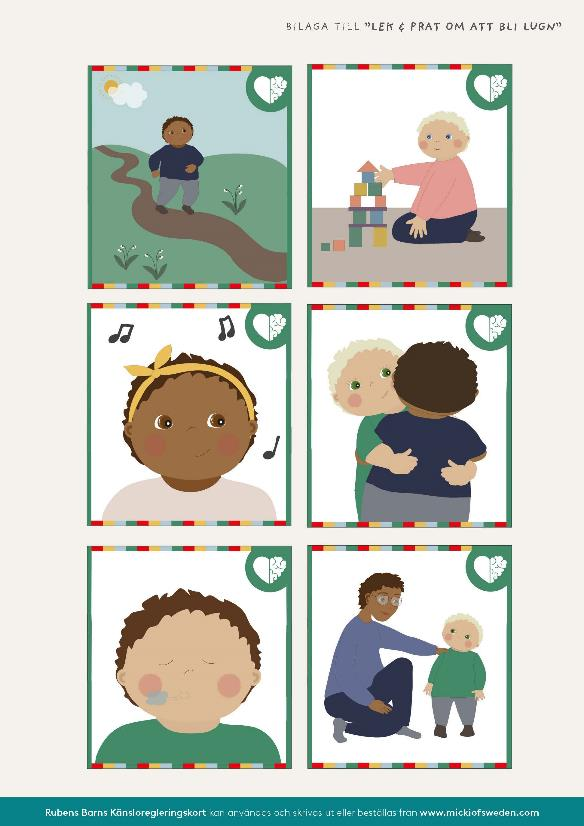 BILAGA TILL "LEK & PRAT OM ATT BLI LUGN"
Rubens Barns Känsloregleringskort kan användas och skrivas ut eller beställas från www.mickiofsweden.com